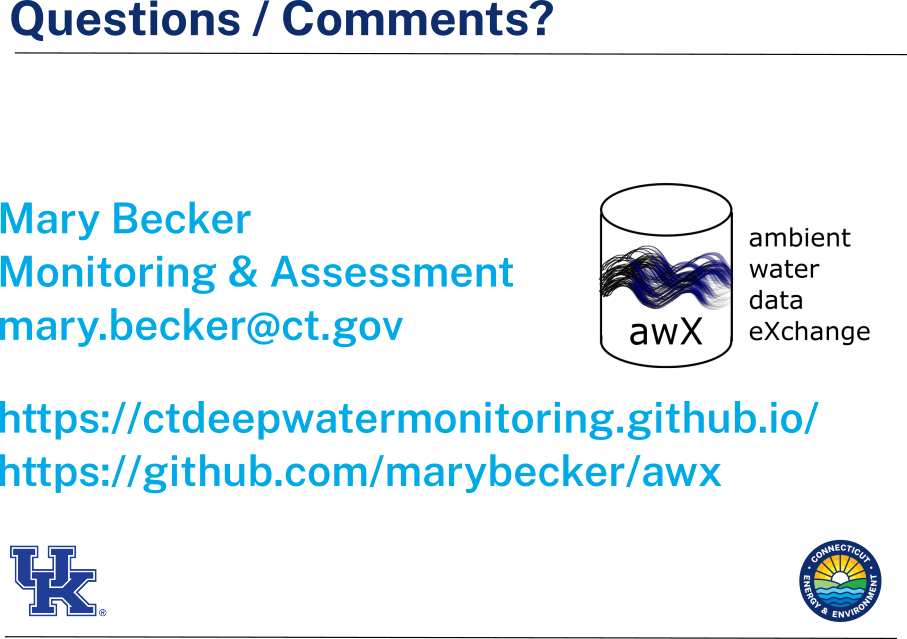 Questions / Comments?
Mary Becker
Monitoring & Assessment
mary.becker@ct.gov
ambient
water
data
eXchange
awX
https://ctdeepwatermonitoring.github.io/
https://github.com/marybecker/awx
UK®
CONNECTICUT
ENERGY & ENVIRONMENT